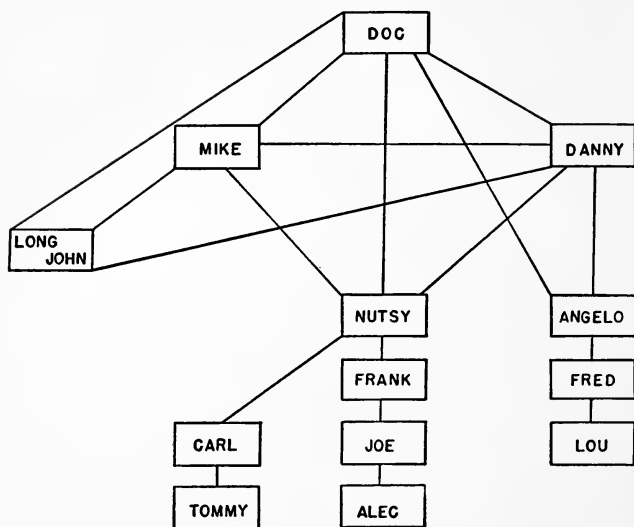 DOC
MIKE
DANNY
LONG
JOHN
NUTSY
ANGELO
FRANK
FRED
CARL
JOE
LOU
TOMMY
ALEC